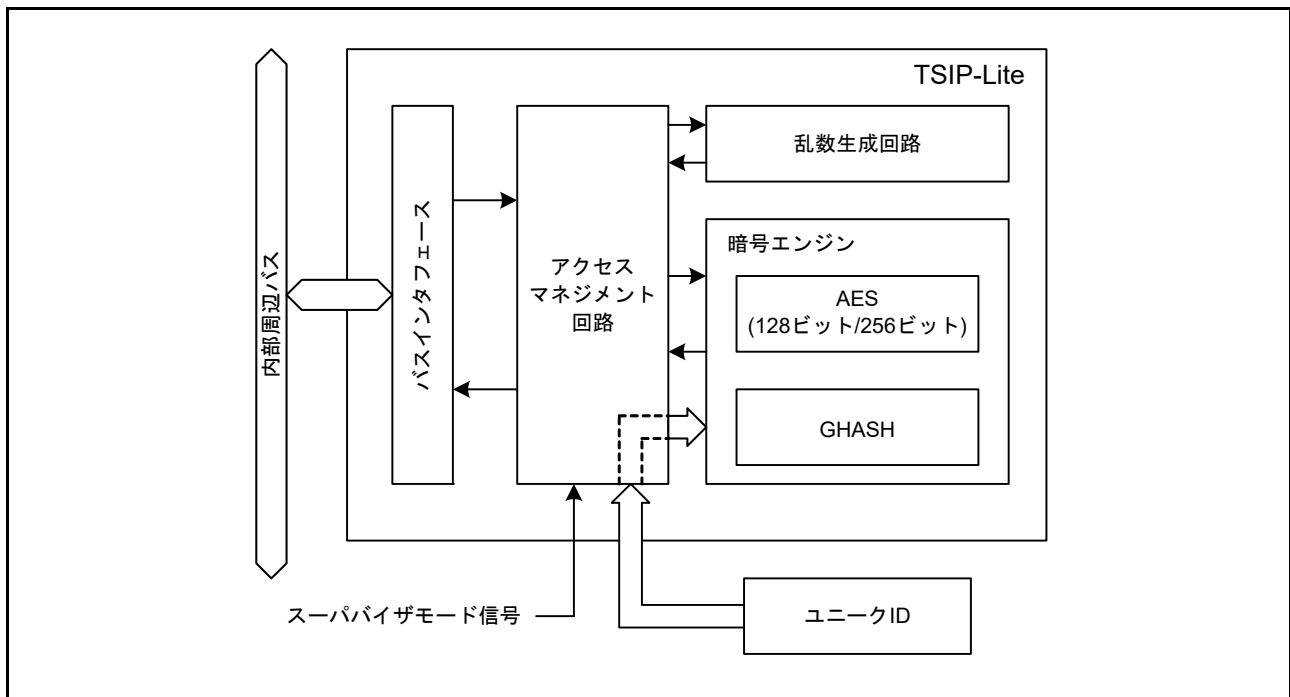 TSIP-Lite
内部周辺バス
バスインタフェース
アクセス
マネジメント
回路
乱数生成回路
暗号エンジン
AES
(128ビット/256ビット)
GHASH
スーパバイザモード信号
ユニークID